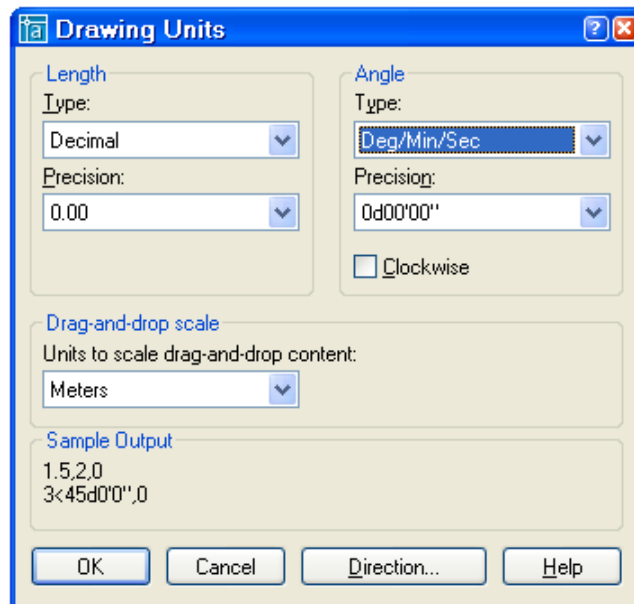 Drawing Units
Length
Type:
Decimal
Precision:
0.00
Angle
Type:
Deg/Min/Sec
Precision:
0d00'00"
Clockwise
Drag-and-drop scale
Units to scale drag-and-drop content:
Meters
Sample Output
1.5,2,0
3<45d0'0",0
OK
Cancel
Direction...
Help